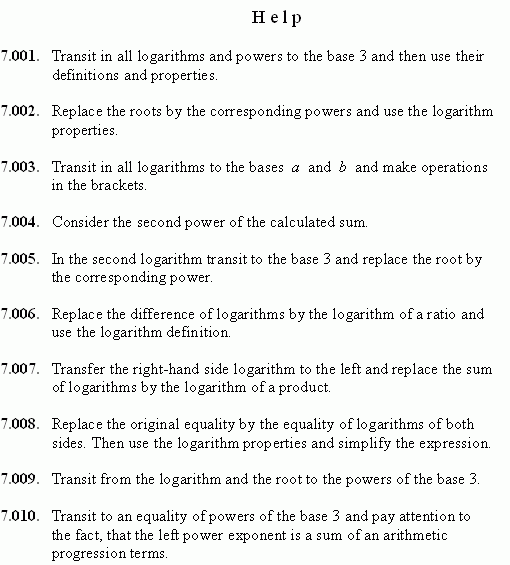 Help
7.001. Transit in all logarithms and powers to the base 3 and then use their
definitions and properties.
7.002. Replace the roots by the corresponding powers and use the logarithm
properties.
7.003. Transit in all logarithms to the bases a and b and make operations
in the brackets.
7.004. Consider the second power of the calculated sum.
7.005. In the second logarithm transit to the base 3 and replace the root by
the corresponding power.
7.006. Replace the difference of logarithms by the logarithm of a ratio and
use the logarithm definition.
7.007. Transfer the right-hand side logarithm to the left and replace the sum
of logarithms by the logarithm of a product.
7.008. Replace the original equality by the equality of logarithms of both
sides. Then use the logarithm properties and simplify the expression.
7.009. Transit from the logarithm and the root to the powers of the base 3.
7.010. Transit to an equality of powers of the base 3 and pay attention to
the fact, that the left power exponent is a sum of an arithmetic
progression terms.